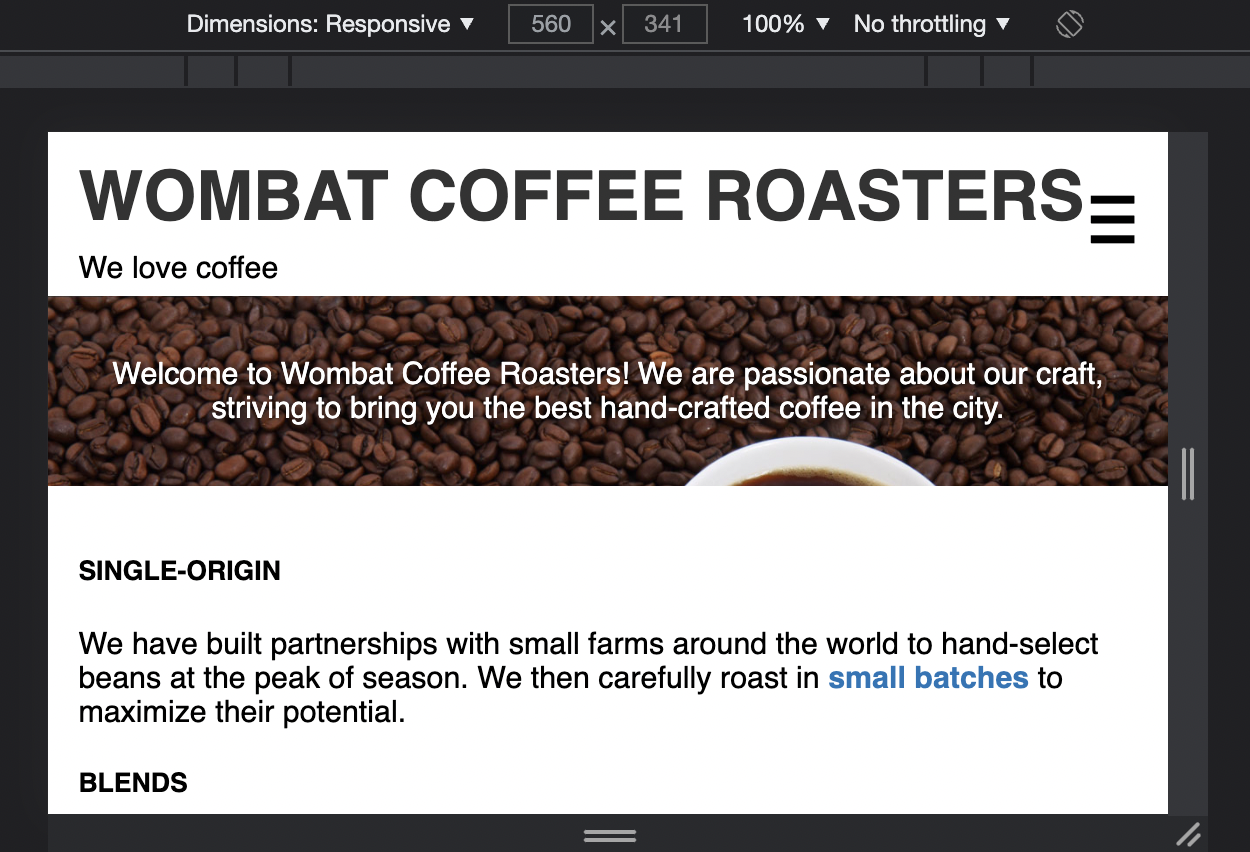 Dimensions: Responsive ▼ 560 × 341 100% ▼ No throttling ▼
WOMBAT COFFEE ROASTERS
We love coffee
Welcome to Wombat Coffee Roasters! We are passionate about our craft,
striving to bring you the best hand-crafted coffee in the city.
SINGLE-ORIGIN
We have built partnerships with small farms around the world to hand-select
beans at the peak of season. We then carefully roast in small batches to
maximize their potential.
BLENDS